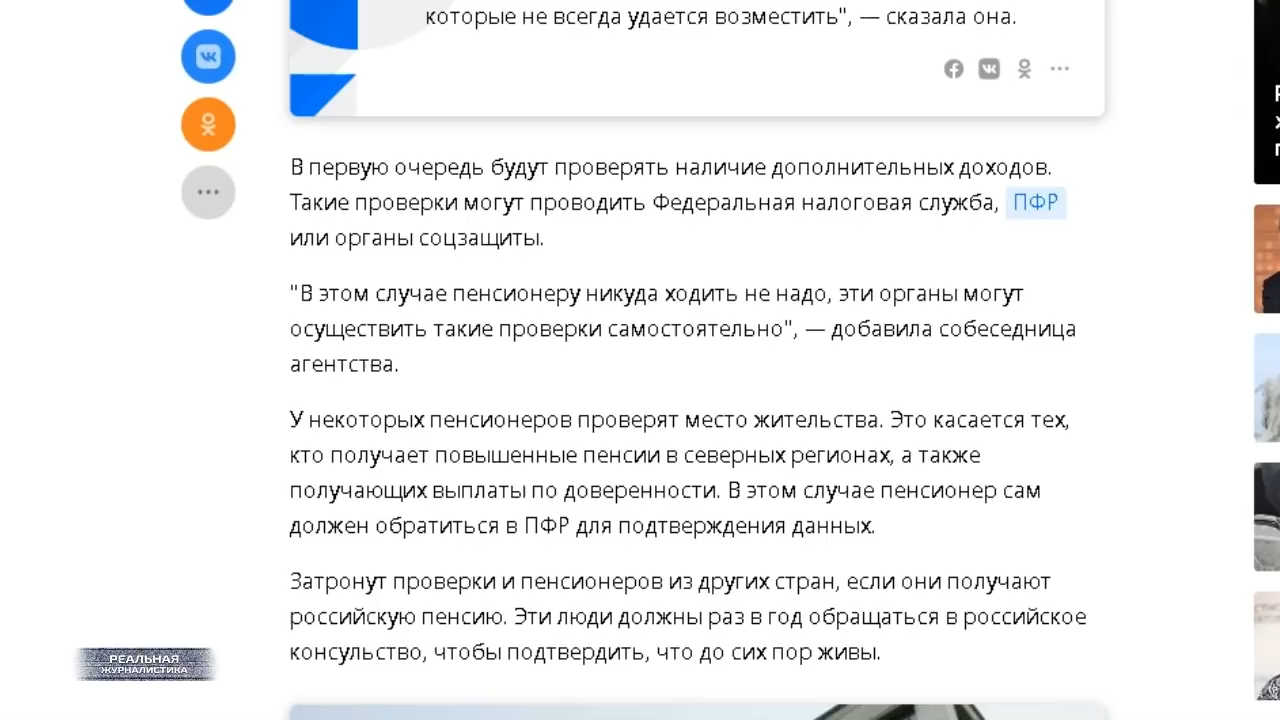 которые не всегда удается возместить", — сказала она.
В первую очередь будут проверять наличие дополнительных доходов.
Такие проверки могут проводить Федеральная налоговая служба, ПФР
или органы соцзащиты.
"В этом случае пенсионеру никуда ходить не надо, эти органы могут
осуществить такие проверки самостоятельно", — добавила собеседница
агентства.
У некоторых пенсионеров проверят место жительства. Это касается тех,
кто получает повышенные пенсии в северных регионах, а также
получающих выплаты по доверенности. В этом случае пенсионер сам
должен обратиться в ПФР для подтверждения данных.
Затронут проверки и пенсионеров из других стран, если они получают
российскую пенсию. Эти люди должны раз в год обращаться в российское
консульство, чтобы подтвердить, что до сих пор живы.
РЕАЛЬНАЯ
ЖУРНАЛИСТИКА